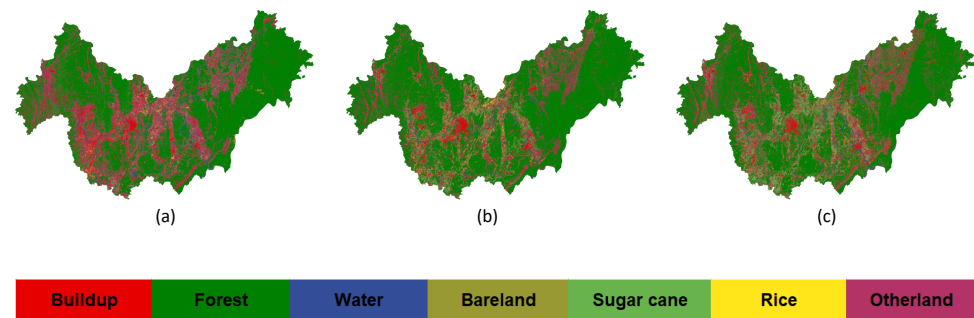 (a) (b) (c)
Buildup Forest Water Bareland Sugar cane Rice Otherland